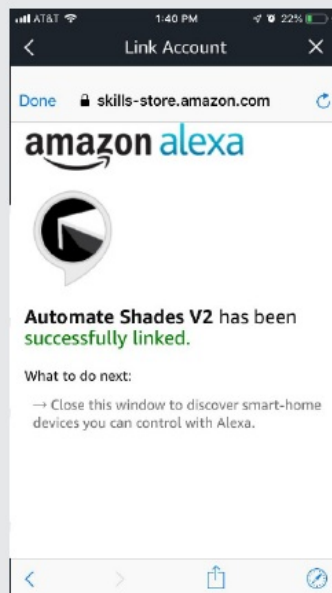 AT&T 1:40 PM 22%
Link Account
Done skills-store.amazon.com
amazon alexa
Automate Shades V2 has been
successfully linked.
What to do next:
→ Close this window to discover smart-home
devices you can control with Alexa.